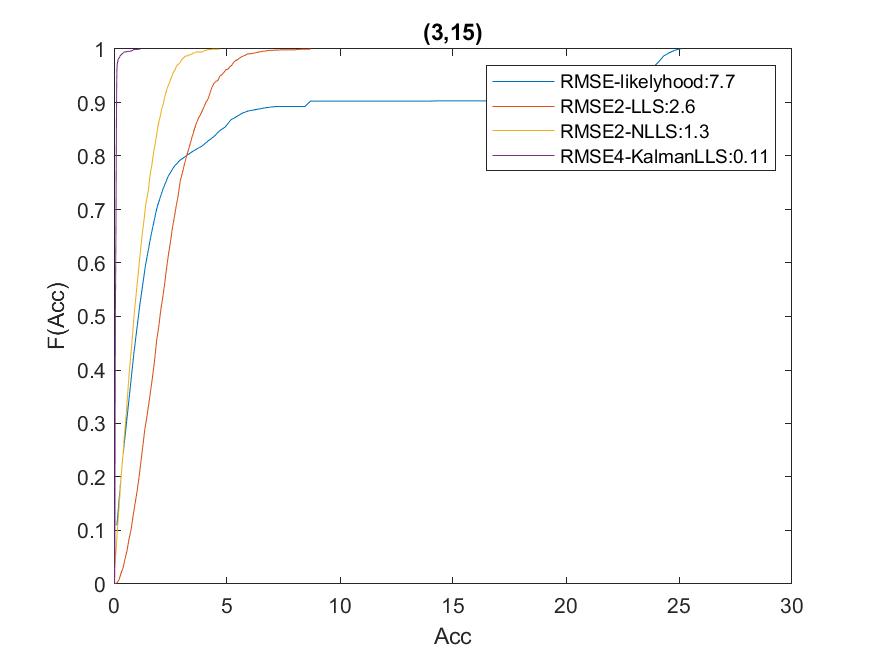 (3,15)
1
0.9
0.8
0.7
0.6
0.5
0.4
0.3
0.2
0.1
0
F(Acc)
RMSE-likelyhood:7.7
RMSE2-LLS:2.6
RMSE2-NLLS:1.3
RMSE4-KalmanLLS:0.11
0 5 10 15 20 25 30
Acc